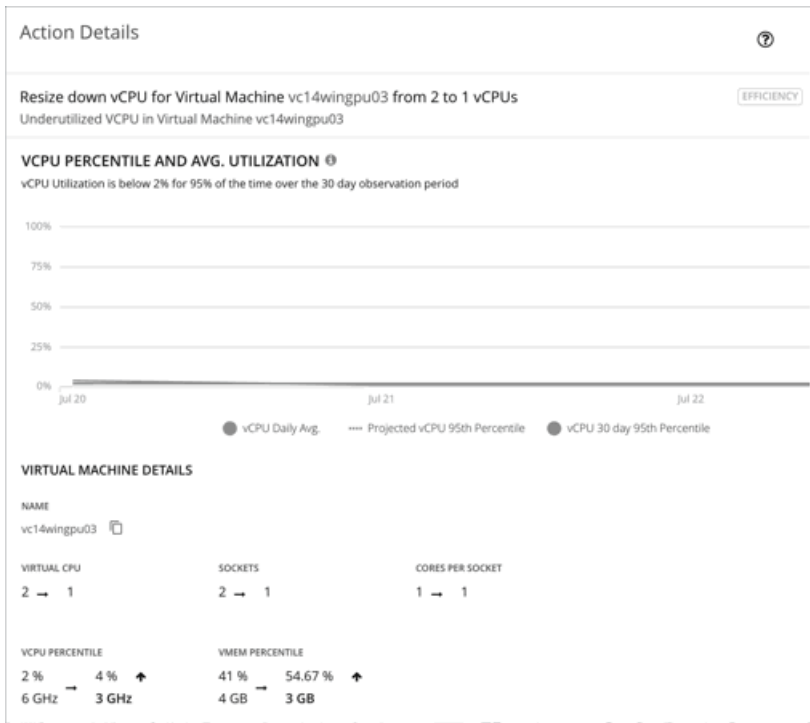 Action Details
Resize down vCPU for Virtual Machine vc14wingpu03 from 2 to 1 vCPUs
EFFICIENCY
Underutilized VCPU in Virtual Machine vc14wingpu03
VCPU PERCENTILE AND AVG. UTILIZATION
vCPU Utilization is below 2% for 95% of the time over the 30 day observation period
100%
75%
50%
25%
0%
Jul 20 Jul 21 Jul 22
vCPU Daily Avg. Projected vCPU 95th Percentile vCPU 30 day 95th Percentile
VIRTUAL MACHINE DETAILS
NAME
vc14wingpu03
VIRTUAL CPU SOCKETS CORES PER SOCKET
2 → 1 2 → 1 1 → 1
VCPU PERCENTILE VMEM PERCENTILE
2 % → 4 % ↑ 41 % → 54.67 % ↑
6 GHz 3 GHz 4 GB 3 GB